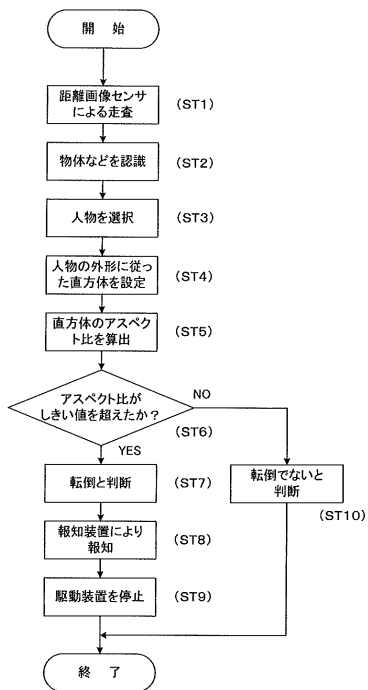 開 始
距離画像センサ
による走査
(ST1)
物体などを認識
(ST2)
人物を選択
(ST3)
人物の外形に従っ
た直方体を設定
(ST4)
直方体のアスペク
ト比を算出
(ST5)
アスペクト比が
しきい値を超えたか?
NO
(ST6)
YES
転倒と判断
(ST7)
転倒でないと
判断
(ST10)
報知装置により
報知
(ST8)
駆動装置を停止
(ST9)
終 了